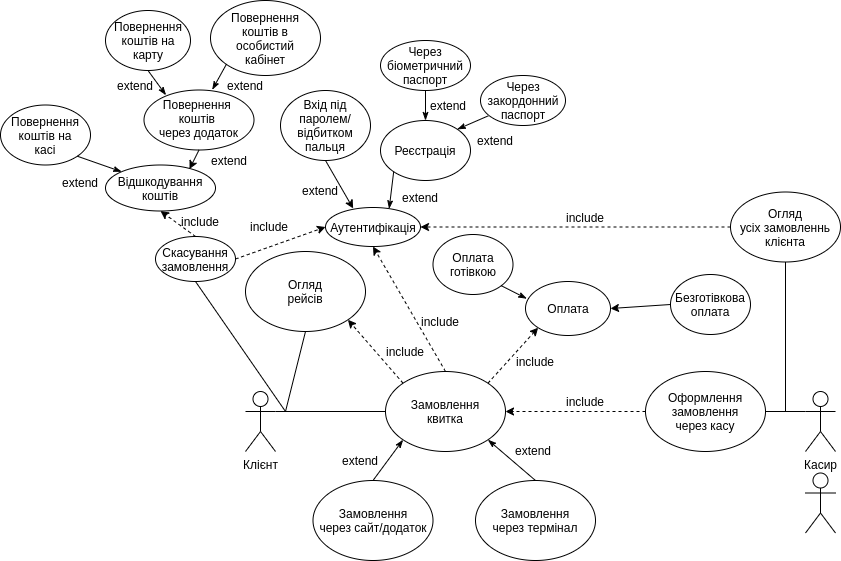 Повернення
коштів на
карту
Повернення
коштів в
особистий
кабінет
extend
extend
Повернення
коштів на
касі
Повернення
коштів
через додаток
extend
extend
Відшкодування
коштів
include
Скасування
замовлення
include
Вхід під
паролем/
відбитком
пальця
extend
Через
біометричний
паспорт
extend
Через
закордонний
паспорт
extend
Реєстрація
extend
Аутентифікація
include
Огляд
усіх замовленнь
клієнта
Огляд
рейсів
Оплата
готівкою
Оплата
Безготівкова
оплата
include
include
include
Замовлення
квитка
include
Оформлення
замовлення
через касу
Клієнт
Касир
extend
extend
Замовлення
через сайт/додаток
Замовлення
через термінал